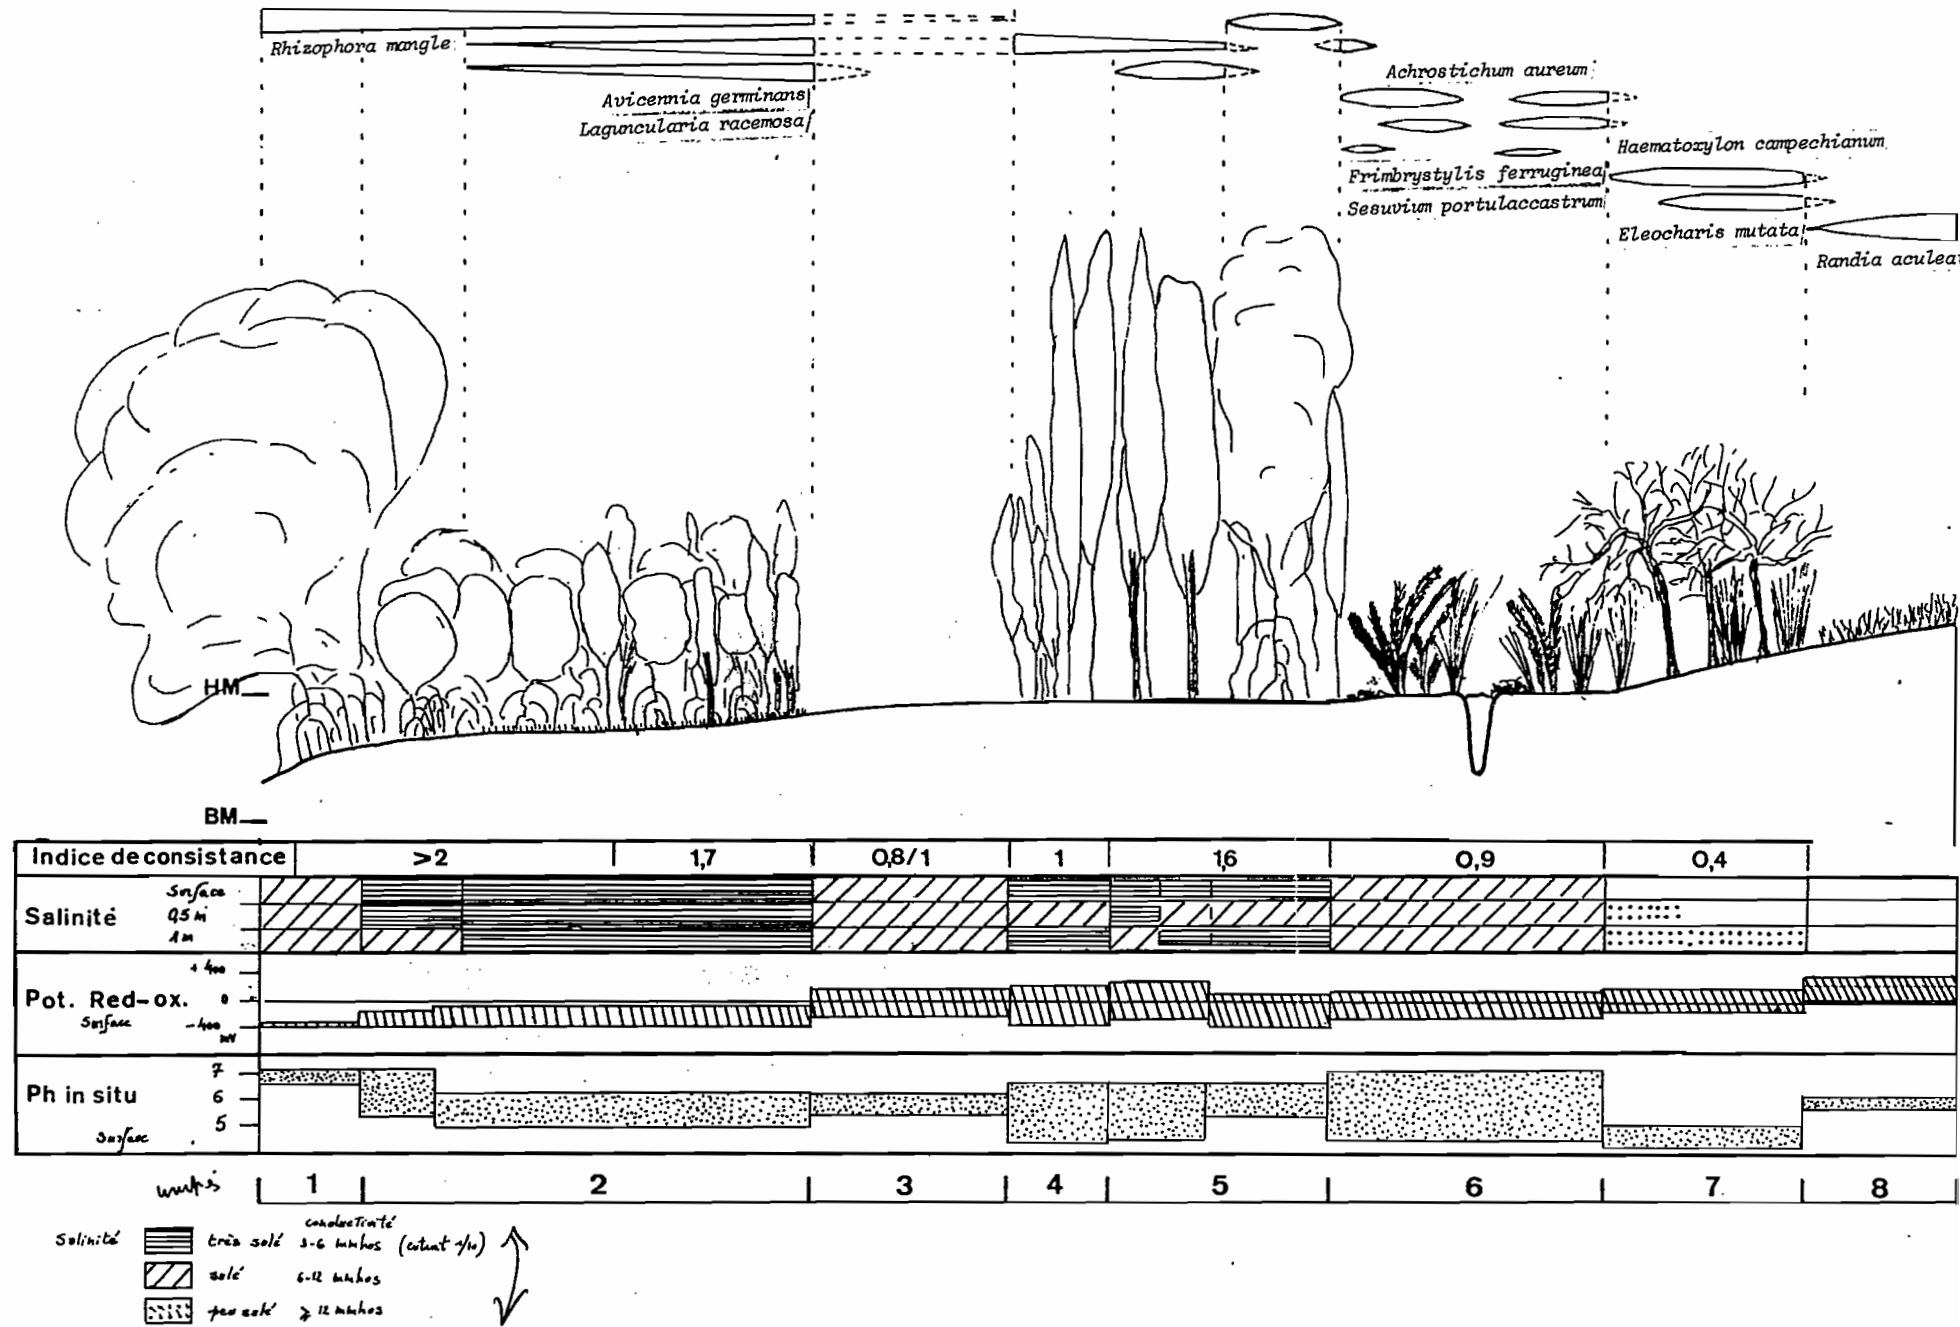 Rhizophora mangle
Avicennia germinans
Laguncularia racemosa
Achrostichum aureum
Frimbrystylis ferruginea
Sesuvium portulaccastrum
Haematoxylon campechianum
Eleocharis mutata
Randia aculea
HM
BM
Indice de consistance >2 1,7 0,8/1 1 1,6 0,9 0,4
Salinité
Surface
0,5 m
1 m
Pot. Red-ox.
Surface
+ 400
0
- 400
mV
Ph in situ
Surface
7
6
5
unités 1 2 3 4 5 6 7 8
conductivité
Salinité très salé 3-6 mmhos (extrait 1/10)
salé 6-12 mmhos
peu salé ⩾ 12 mmhos